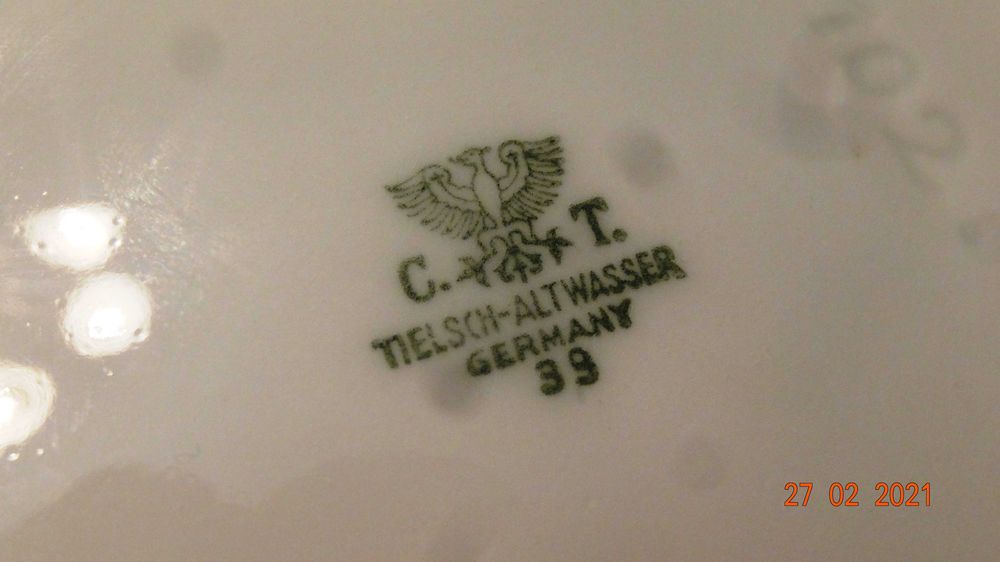 C. T.
TIELSCH-ALTWASSER
GERMANY
39
27 02 2021